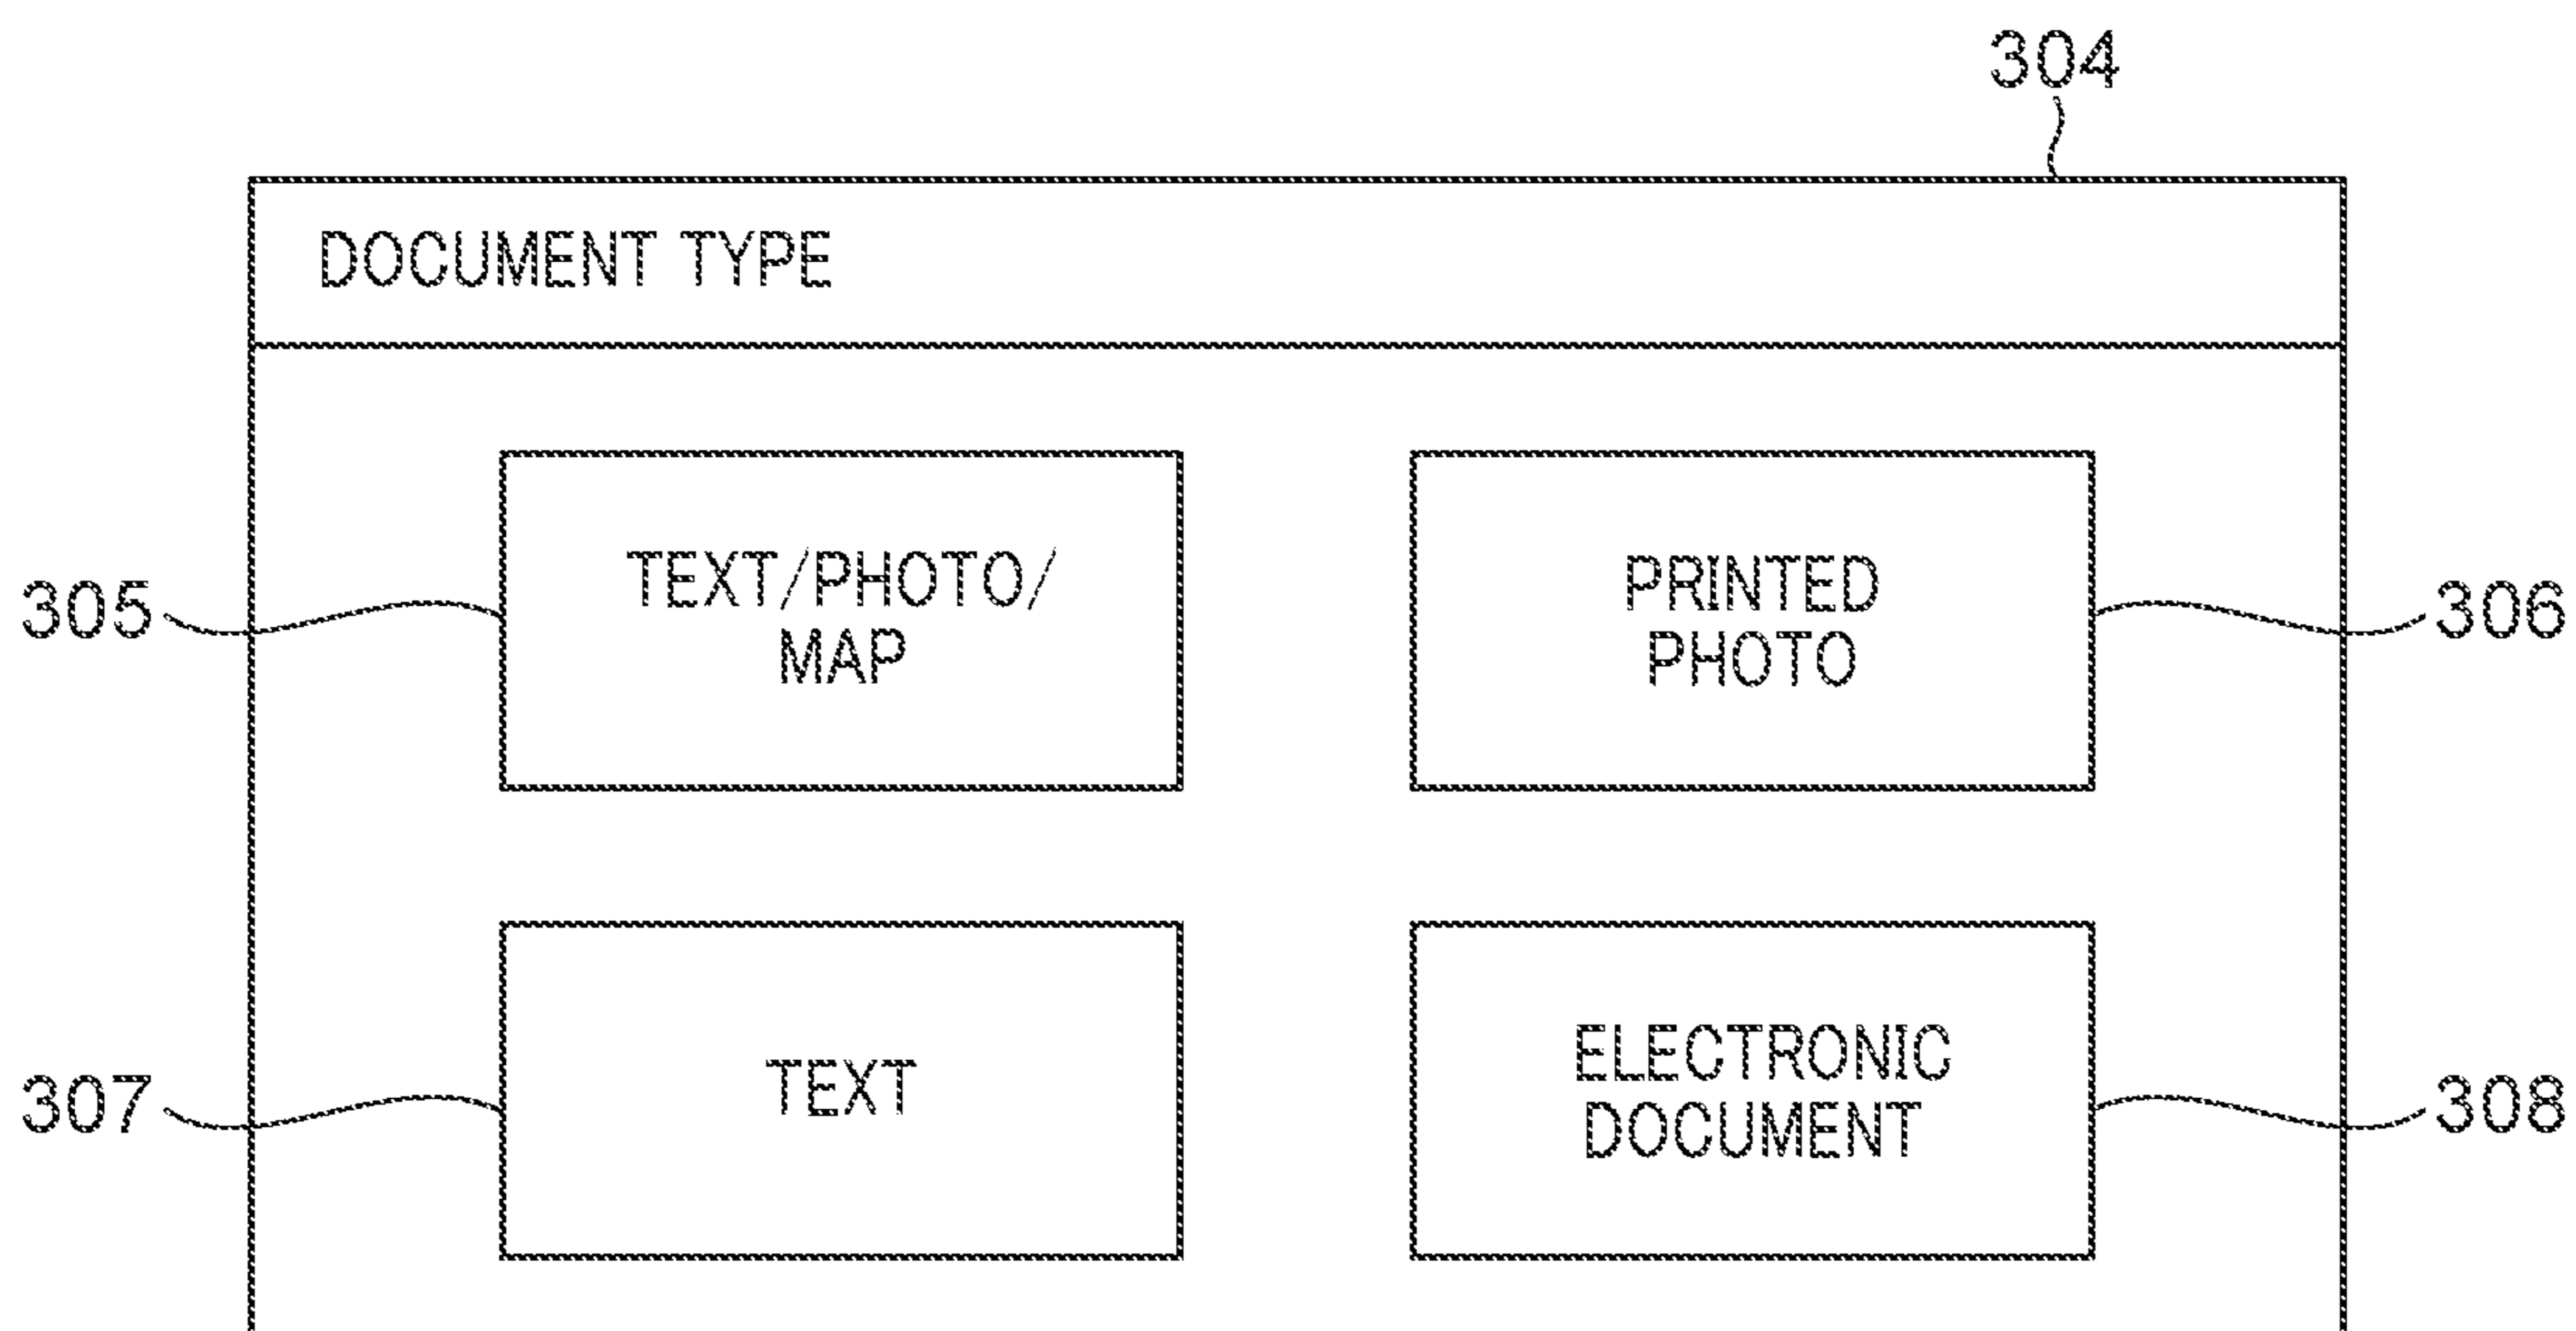 304
DOCUMENT TYPE
305
TEXT/PHOTO/
MAP
PRINTED
PHOTO
306
307
TEXT
ELECTRONIC
DOCUMENT
308